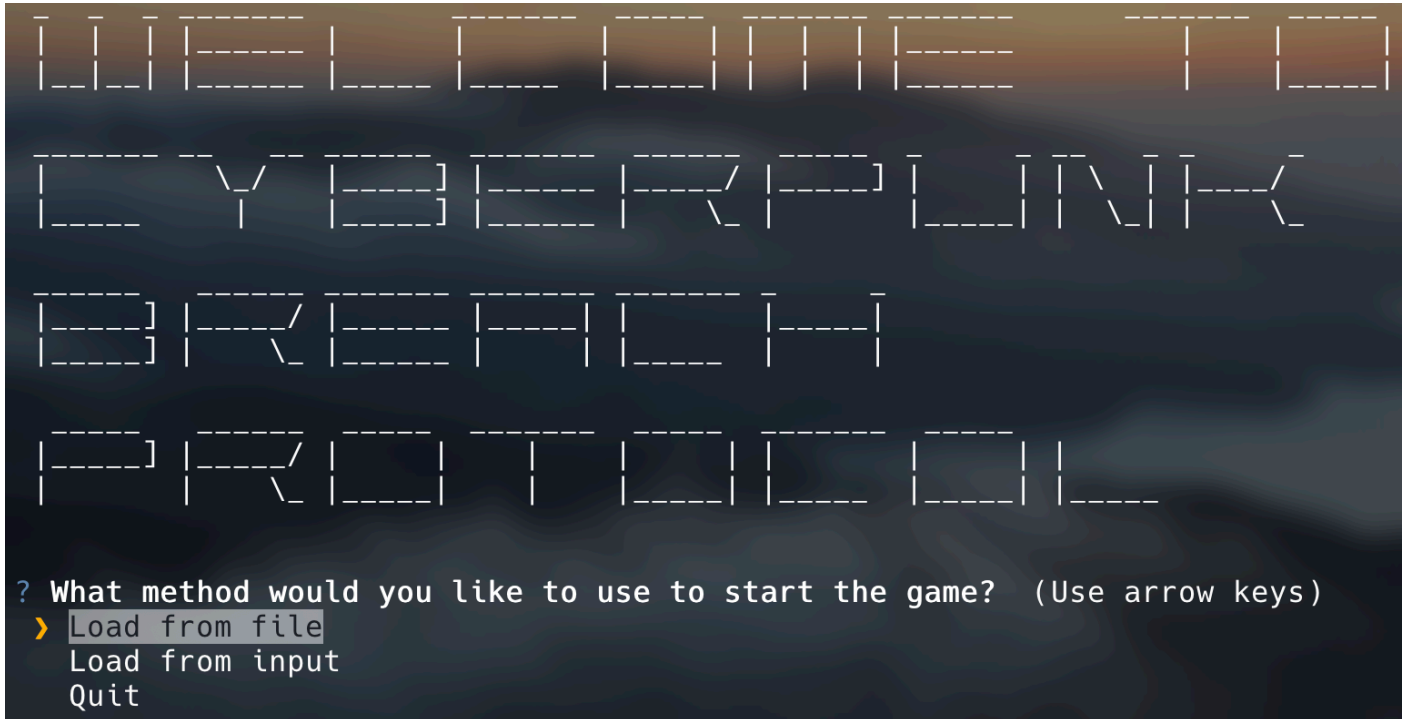 WELCOME TO
CYBERPUNK
BREACH
PROTOCOL
? What method would you like to use to start the game? (Use arrow keys)
❯ Load from file
Load from input
Quit